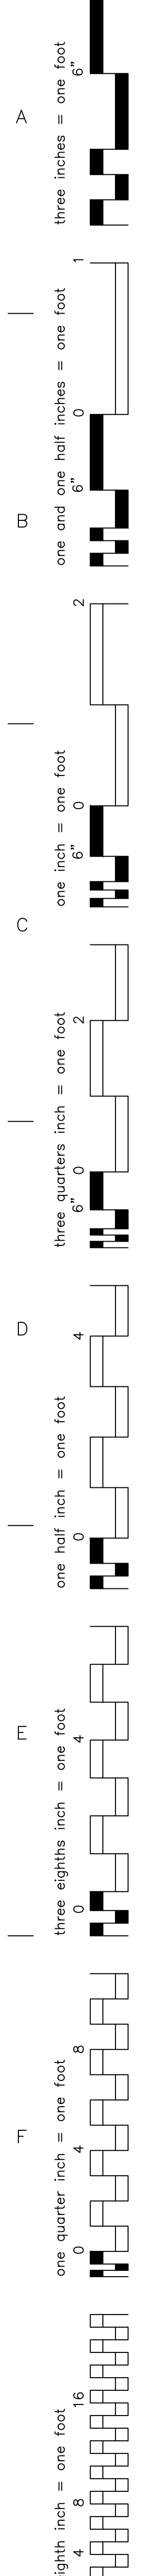 A
three inches = one foot
6"
one and one half inches = one foot
6"
0
1
B
one inch = one foot
6"
0
2
C
three quarters inch = one foot
6"
0
2
D
one half inch = one foot
0
4
E
three eighths inch = one foot
0
4
F
one quarter inch = one foot
0
4
8
inch = one foot
4
8
16